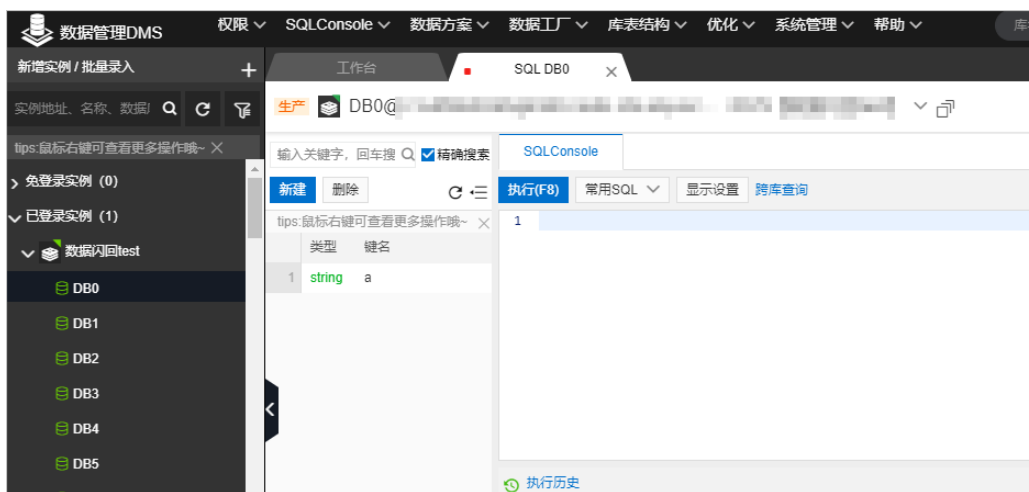 数据管理DMS 权限 SQLConsole 数据方案 数据工厂 库表结构 优化 系统管理 帮助 库
新增实例 / 批量录入 +
工作台 SQL DB0
实例地址、名称、数据
生产 DB0@
tips:鼠标右键可查看更多操作哦~
输入关键字，回车搜 精确搜索
SQLConsole
免登录实例 (0)
新建 删除
执行(F8) 常用SQL 显示设置 跨库查询
已登录实例 (1)
tips:鼠标右键可查看更多操作哦~
1
类型 键名
数据闪回test
1 string a
DB0
DB1
DB2
DB3
DB4
DB5
执行历史